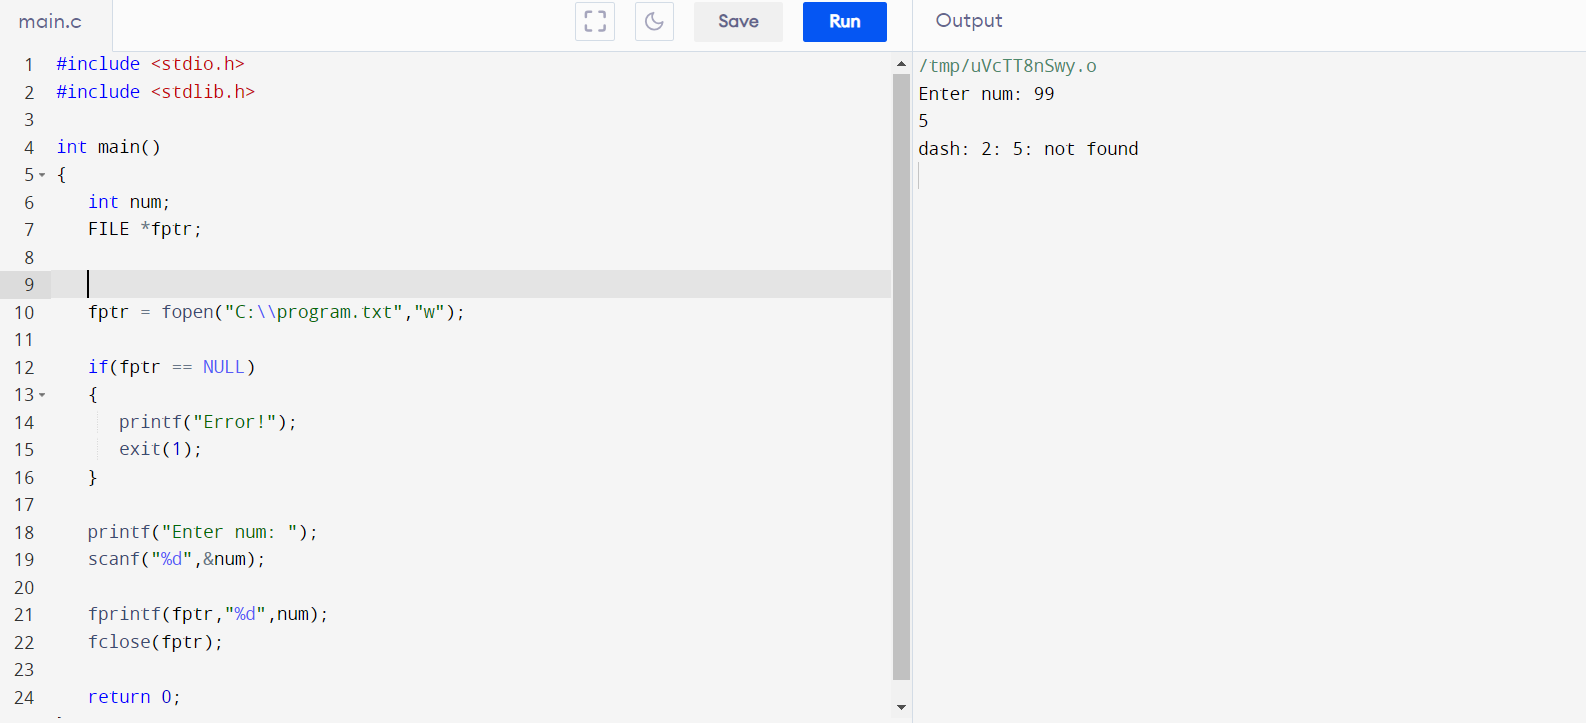 main.c Save Run Output
1 #include <stdio.h>
2 #include <stdlib.h>
3
4 int main()
5 {
6 int num;
7 FILE *fptr;
8
9
10 fptr = fopen("C:\\program.txt","w");
11
12 if(fptr == NULL)
13 {
14 printf("Error!");
15 exit(1);
16 }
17
18 printf("Enter num: ");
19 scanf("%d",&num);
20
21 fprintf(fptr,"%d",num);
22 fclose(fptr);
23
24 return 0;
/tmp/uVcTT8nSwy.o
Enter num: 99
5
dash: 2: 5: not found